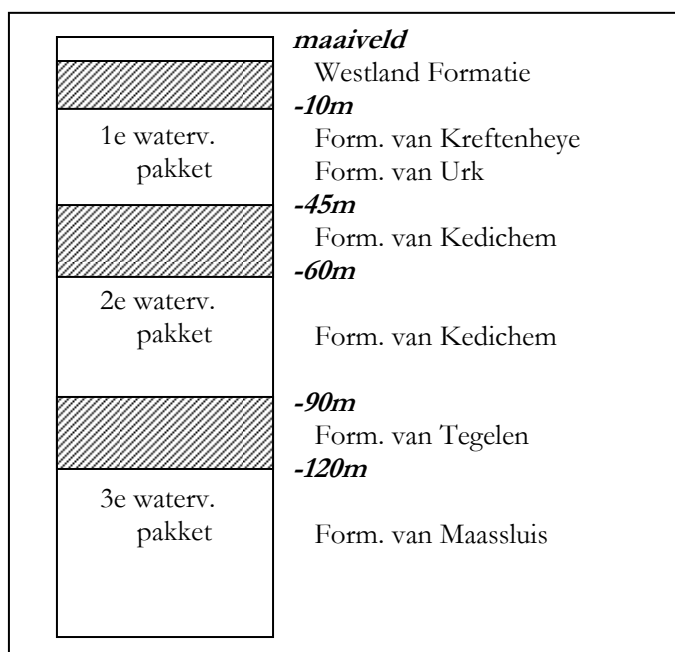 maaiveld
Westland Formatie
-10m
1e waterv.
pakket
Form. van Kreftenheye
Form. van Urk
-45m
Form. van Kedichem
-60m
2e waterv.
pakket
Form. van Kedichem
-90m
Form. van Tegelen
-120m
3e waterv.
pakket
Form. van Maassluis